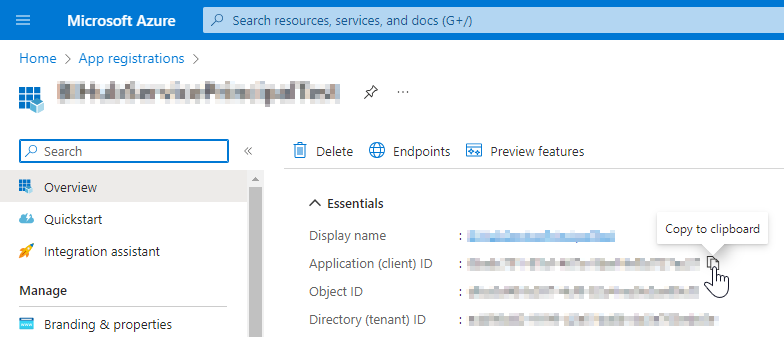 Microsoft Azure
Search resources, services, and docs (G+/)
Home > App registrations >
...
Search
«
Delete Endpoints Preview features
Overview
Quickstart
Integration assistant
Manage
Branding & properties
Essentials
Copy to clipboard
Display name :
Application (client) ID :
Object ID :
Directory (tenant) ID :